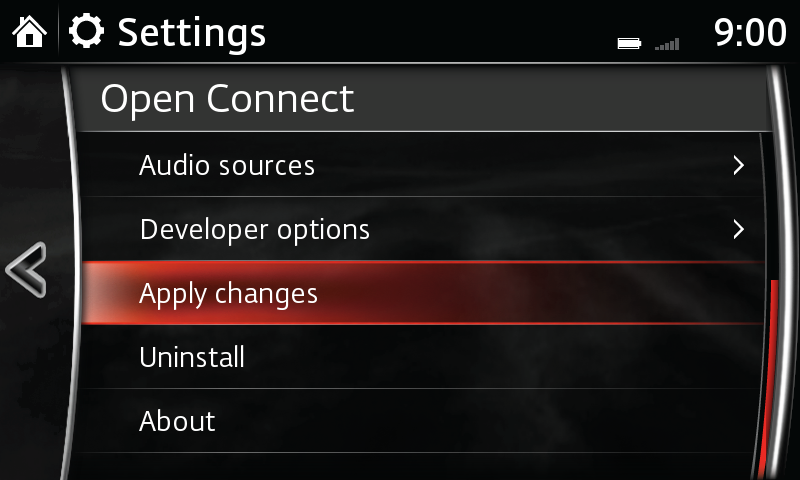 Settings
9:00
Open Connect
Audio sources
Developer options
Apply changes
Uninstall
About